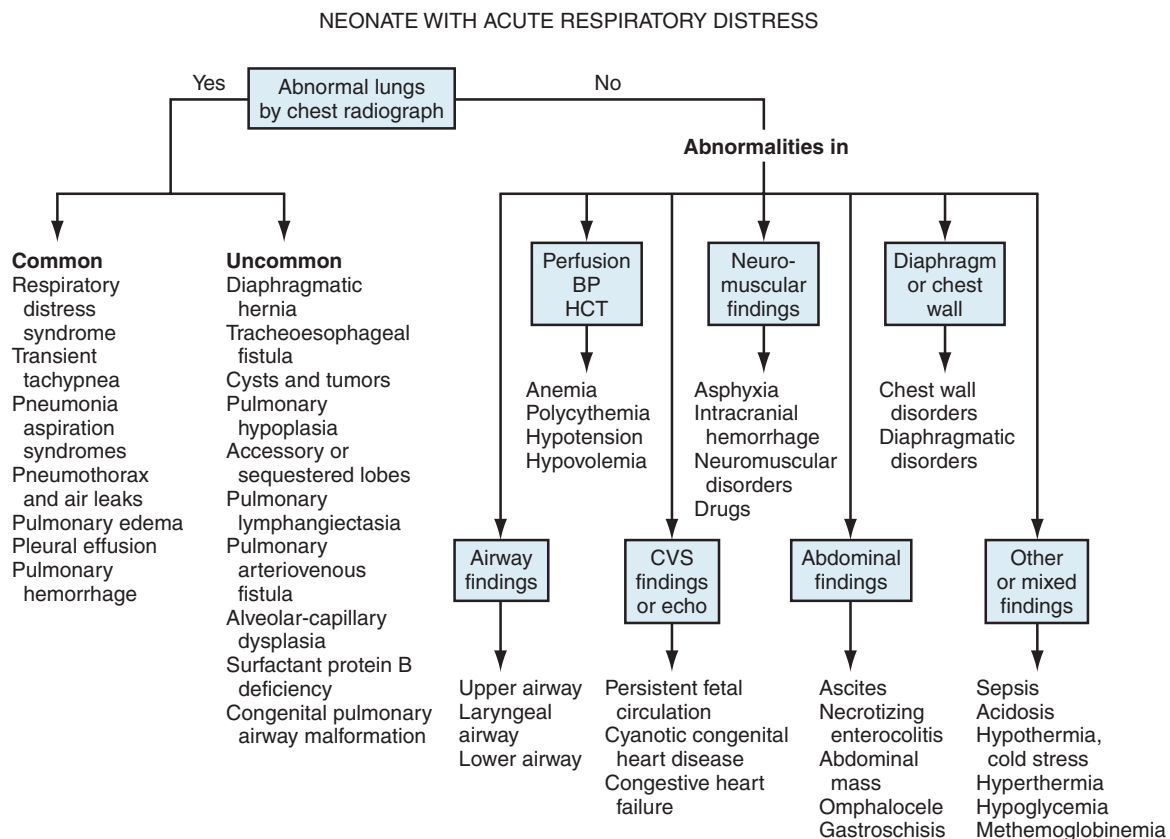 NEONATE WITH ACUTE RESPIRATORY DISTRESS
Yes
Abnormal lungs
by chest radiograph
No
Abnormalities in
Common
Respiratory
distress
syndrome
Transient
tachypnea
Pneumonia
aspiration
syndromes
Pneumothorax
and air leaks
Pulmonary edema
Pleural effusion
Pulmonary
hemorrhage
Uncommon
Diaphragmatic
hernia
Tracheoesophageal
fistula
Cysts and tumors
Pulmonary
hypoplasia
Accessory or
sequestered lobes
Pulmonary
lymphangiectasia
Pulmonary
arteriovenous
fistula
Alveolar-capillary
dysplasia
Surfactant protein B
deficiency
Congenital pulmonary
airway malformation
Perfusion
BP
HCT
Anemia
Polycythemia
Hypotension
Hypovolemia
Neuro-
muscular
findings
Asphyxia
Intracranial
hemorrhage
Neuromuscular
disorders
Drugs
Diaphragm
or chest
wall
Chest wall
disorders
Diaphragmatic
disorders
Airway
findings
Upper airway
Laryngeal
airway
Lower airway
CVS
findings
or echo
Persistent fetal
circulation
Cyanotic congenital
heart disease
Congestive heart
failure
Abdominal
findings
Ascites
Necrotizing
enterocolitis
Abdominal
mass
Omphalocele
Gastroschisis
Other
or mixed
findings
Sepsis
Acidosis
Hypothermia,
cold stress
Hyperthermia
Hypoglycemia
Methemoglobinemia